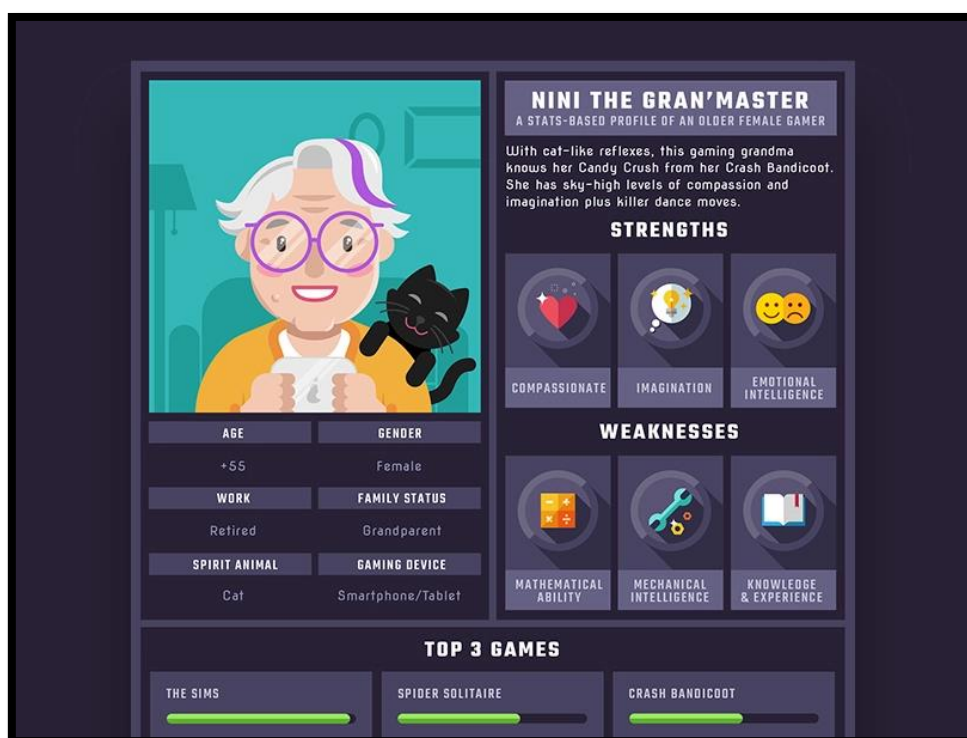 NINI THE GRAN'MASTER
A STATS-BASED PROFILE OF AN OLDER FEMALE GAMER
With cat-like reflexes, this gaming grandma
knows her Candy Crush from her Crash Bandicoot.
She has sky-high levels of compassion and
imagination plus killer dance moves.
STRENGTHS
COMPASSIONATE
IMAGINATION
EMOTIONAL
INTELLIGENCE
WEAKNESSES
MATHEMATICAL
ABILITY
MECHANICAL
INTELLIGENCE
KNOWLEDGE
& EXPERIENCE
AGE
+55
GENDER
Female
WORK
Retired
FAMILY STATUS
Grandparent
SPIRIT ANIMAL
Cat
GAMING DEVICE
Smartphone/Tablet
TOP 3 GAMES
THE SIMS
SPIDER SOLITAIRE
CRASH BANDICOOT